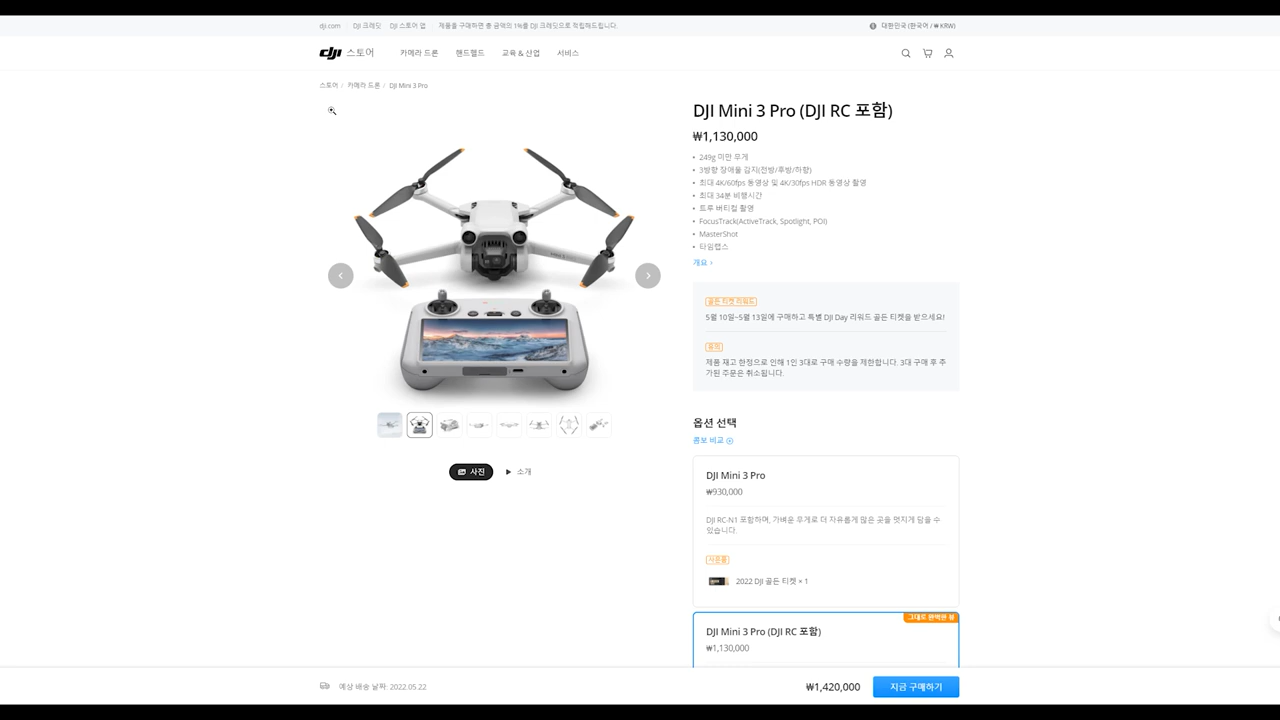 dji.com
DJI 크레딧
DJI 스토어 앱
제품을 구매하면 총 금액의 1%를 DJI 크레딧으로 적립해드립니다.
대한민국 (한국어 / ₩ KRW)
dji 스토어
카메라 드론
핸드헬드
교육 & 산업
서비스
스토어 / 카메라 드론 / DJI Mini 3 Pro
DJI Mini 3 Pro (DJI RC 포함)
₩1,130,000
• 249g 미만 무게
• 3방향 장애물 감지(전방/후방/하향)
• 최대 4K/60fps 동영상 및 4K/30fps HDR 동영상 촬영
• 최대 34분 비행시간
• 트루 버티컬 촬영
• FocusTrack(ActiveTrack, Spotlight, POI)
• MasterShot
• 타임랩스
개요 ›
골든 티켓 리워드
5월 10일~5월 13일에 구매하고 특별 DJI Day 리워드 골든 티켓을 받으세요!
유의
제품 재고 한정으로 인해 1인 3대로 구매 수량을 제한합니다. 3대 구매 후 추
가된 주문은 취소됩니다.
옵션 선택
콤보 비교
DJI Mini 3 Pro
₩930,000
DJI RC-N1 포함하며, 가벼운 무게로 더 자유롭게 많은 곳을 멋지게 담을 수
있습니다.
사은품
2022 DJI 골든 티켓 × 1
그대로 완벽한 뷰
DJI Mini 3 Pro (DJI RC 포함)
₩1,130,000
사진
소개
예상 배송 날짜: 2022.05.22
₩1,420,000
지금 구매하기